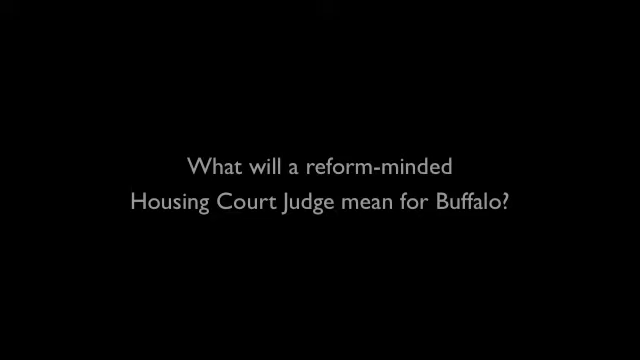 What will a reform-minded
Housing Court Judge mean for Buffalo?